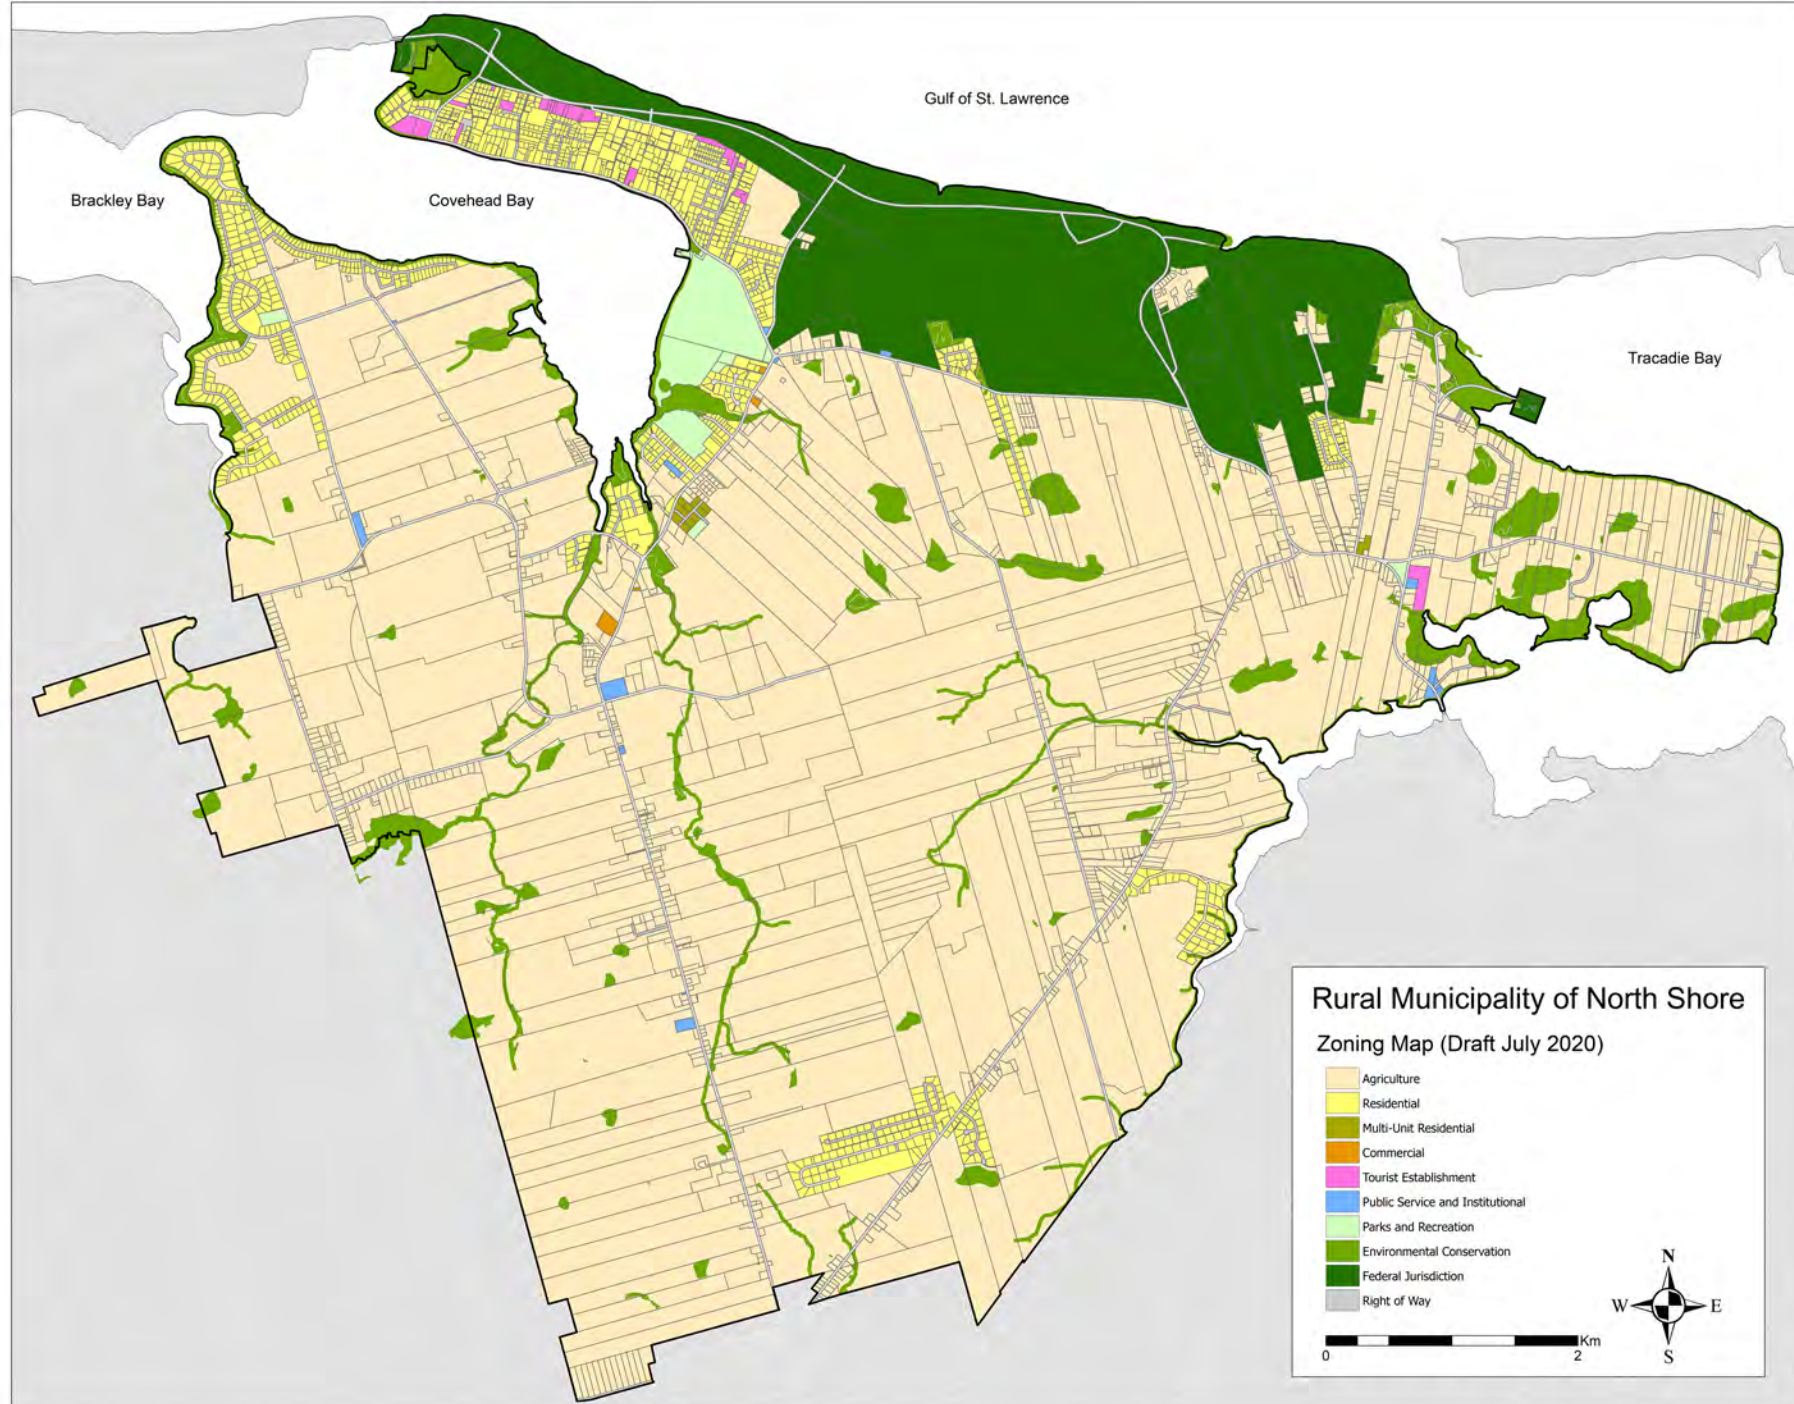 Gulf of St. Lawrence
Brackley Bay
Covehead Bay
Tracadie Bay
Rural Municipality of North Shore
Zoning Map (Draft July 2020)
Agriculture
Residential
Multi-Unit Residential
Commercial
Tourist Establishment
Public Service and Institutional
Parks and Recreation
Environmental Conservation
Federal Jurisdiction
Right of Way
N
W E
S
Km
0 2